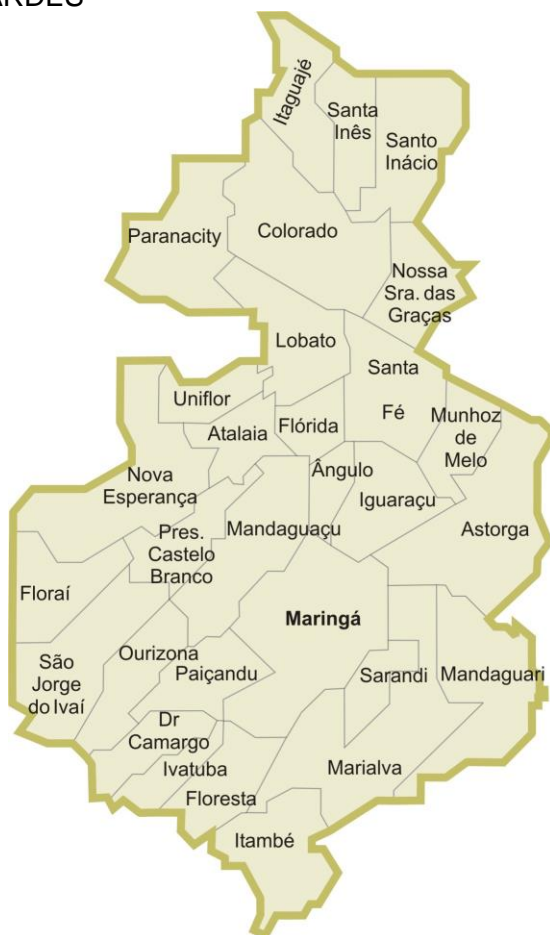 Itaguajé
Santa
Inês
Santo
Inácio
Paranacity
Colorado
Nossa
Sra. das
Graças
Lobato
Santa
Fé
Uniflor
Munhoz
de
Melo
Atalaia
Flórida
Nova
Esperança
Ângulo
Iguaraçu
Pres.
Castelo
Branco
Mandaguaçu
Astorga
Floraí
Maringá
São
Jorge
do Ivaí
Ourizona
Paiçandu
Sarandi
Mandaguari
Dr
Camargo
Ivatuba
Marialva
Floresta
Itambé